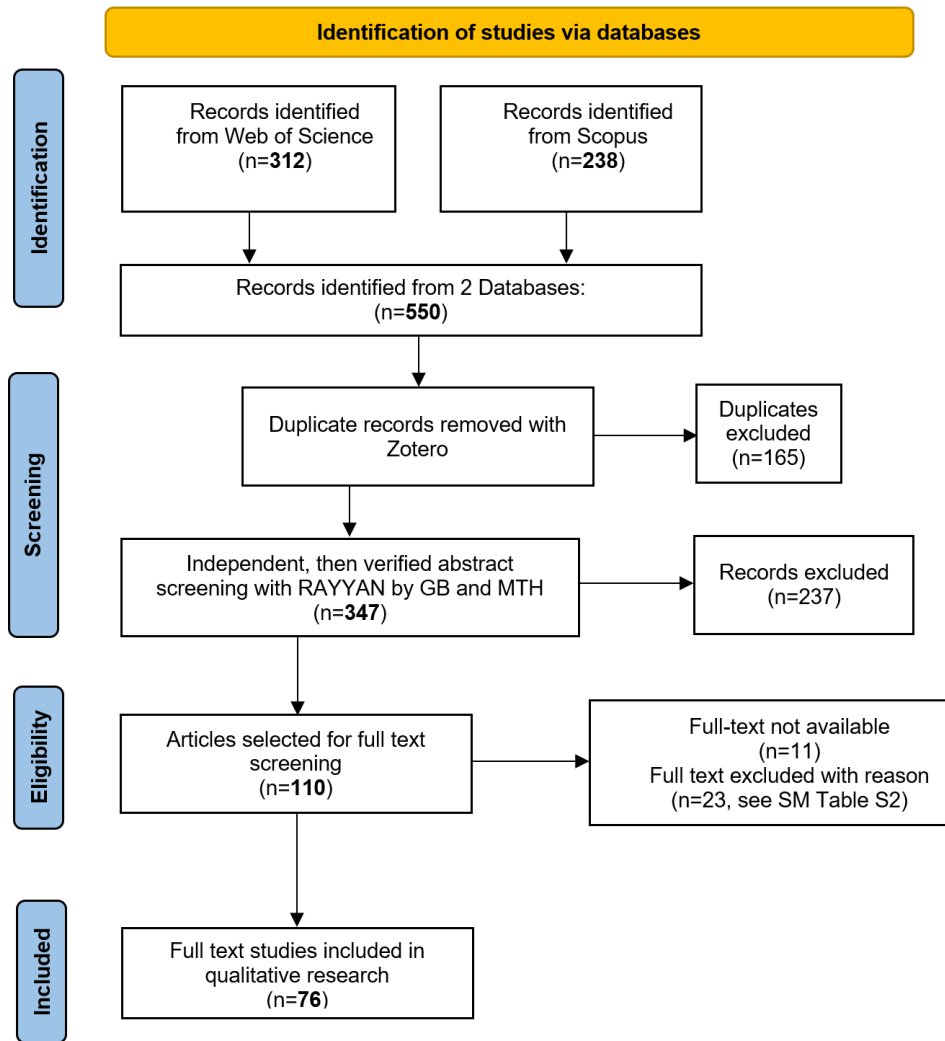 Identification of studies via databases
Identification
Records identified
from Web of Science
(n=312)
Records identified
from Scopus
(n=238)
Records identified from 2 Databases:
(n=550)
Screening
Duplicate records removed with
Zotero
Duplicates
excluded
(n=165)
Independent, then verified abstract
screening with RAYYAN by GB and MTH
(n=347)
Records excluded
(n=237)
Eligibility
Articles selected for full text
screening
(n=110)
Full-text not available
(n=11)
Full text excluded with reason
(n=23, see SM Table S2)
Included
Full text studies included in
qualitative research
(n=76)